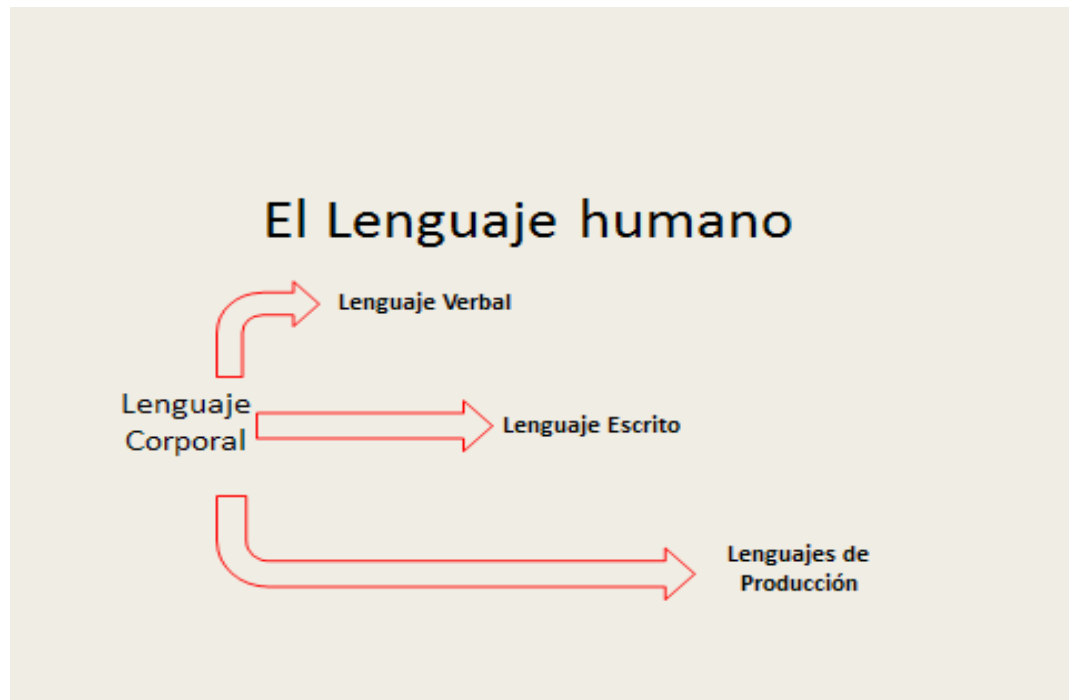 El Lenguaje humano
Lenguaje Verbal
Lenguaje
Corporal
Lenguaje Escrito
Lenguajes de
Producción